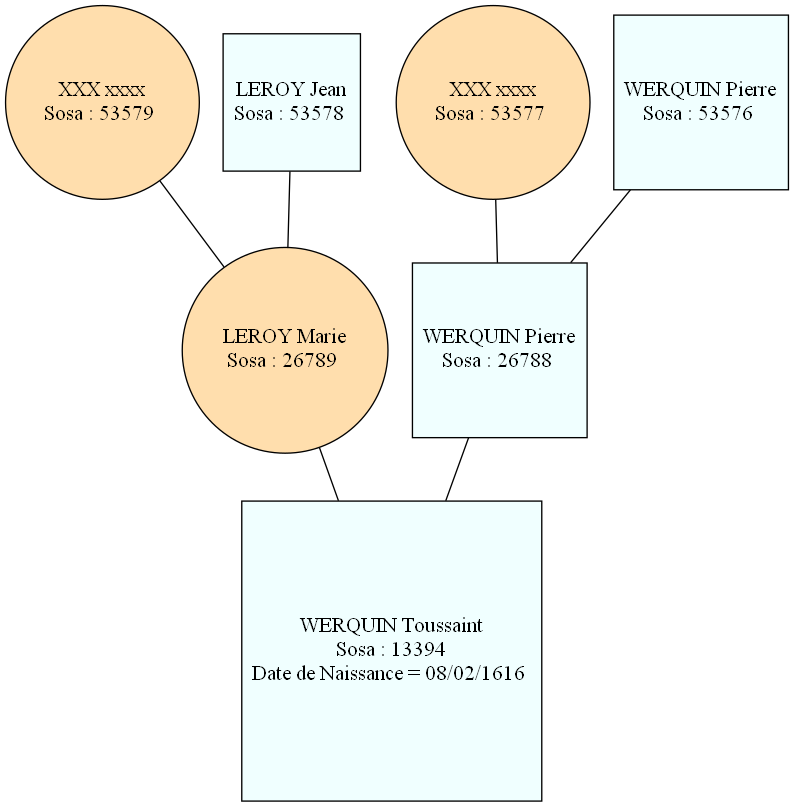 XXX xxxx
Sosa : 53579
LEROY Jean
Sosa : 53578
XXX xxxx
Sosa : 53577
WERQUIN Pierre
Sosa : 53576
LEROY Marie
Sosa : 26789
WERQUIN Pierre
Sosa : 26788
WERQUIN Toussaint
Sosa : 13394
Date de Naissance = 08/02/1616